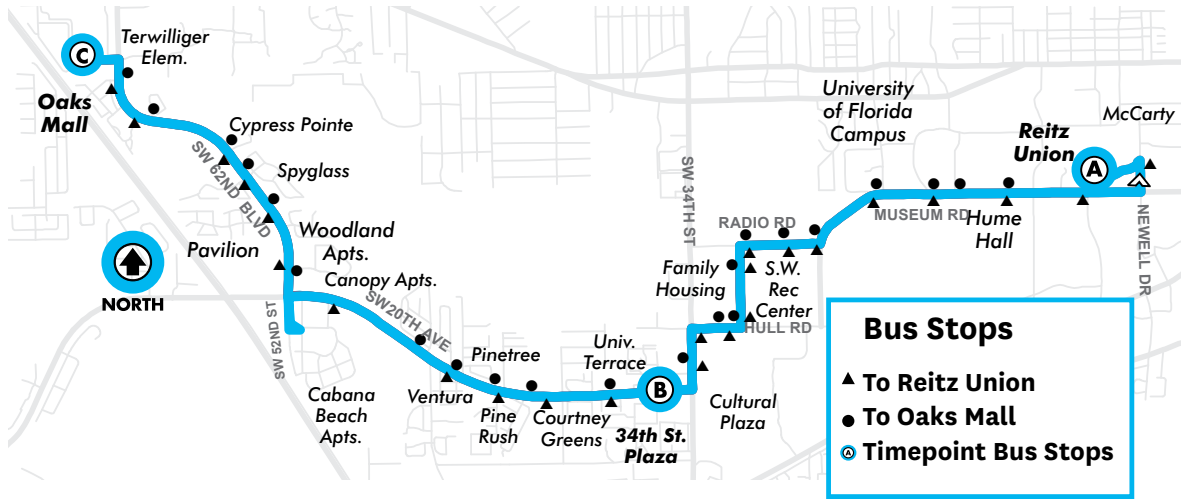 C
Terwilliger
Elem.
Oaks
Mall
Cypress Pointe
Spyglass
SW 62ND BLVD
Woodland
Apts.
Pavilion
Canopy Apts.
NORTH
SW 52ND ST
SW20TH AVE
Cabana
Beach
Apts.
Ventura
Pinetree
Pine
Rush
Courtney
Greens
Univ.
Terrace
B
34th St.
Plaza
Cultural
Plaza
SW 34TH ST
Family
Housing
RADIO RD
S.W.
Rec
Center
HULL RD
University
of Florida
Campus
MUSEUM RD
Hume
Hall
Reitz
Union
A
McCarty
NEWELL DR
Bus Stops
To Reitz Union
To Oaks Mall
A Timepoint Bus Stops